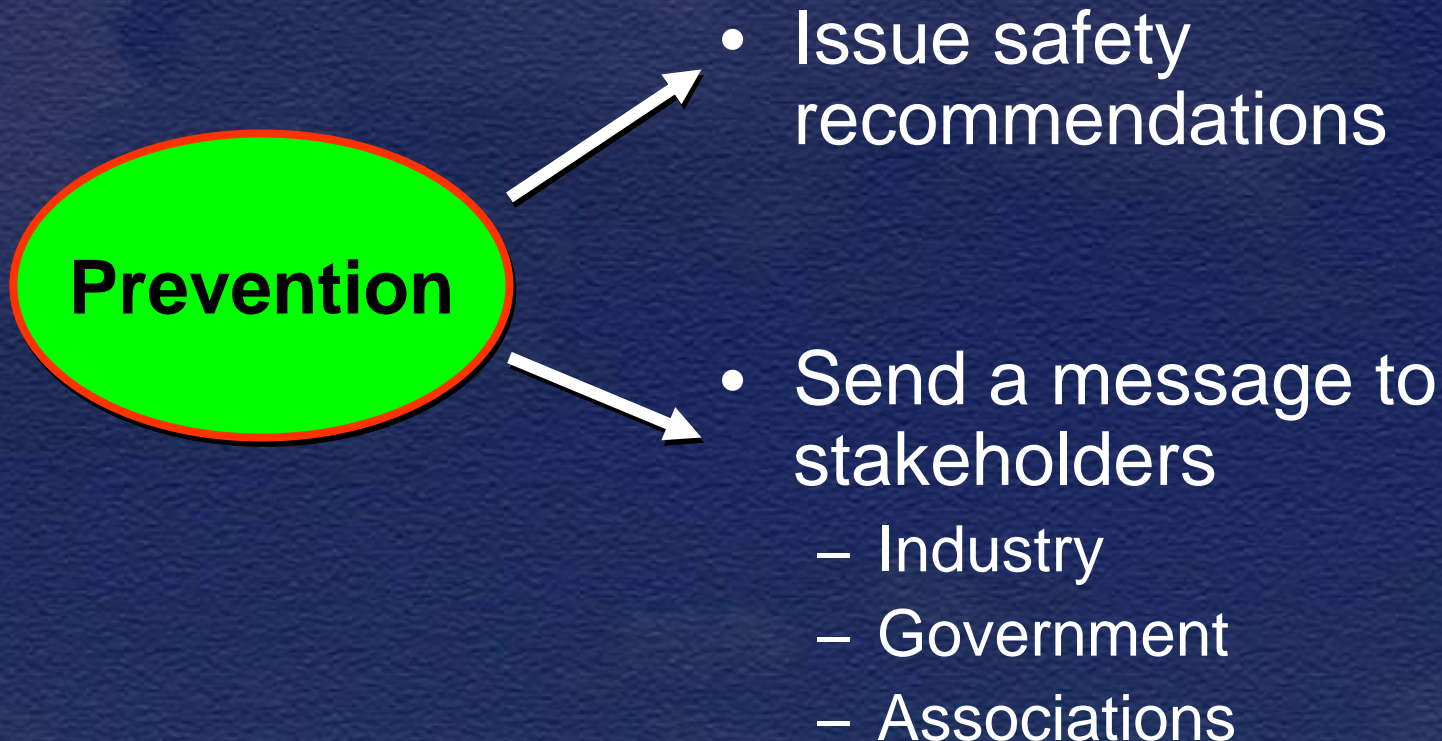 • Issue safety
recommendations
Prevention
• Send a message to
stakeholders
– Industry
– Government
– Associations